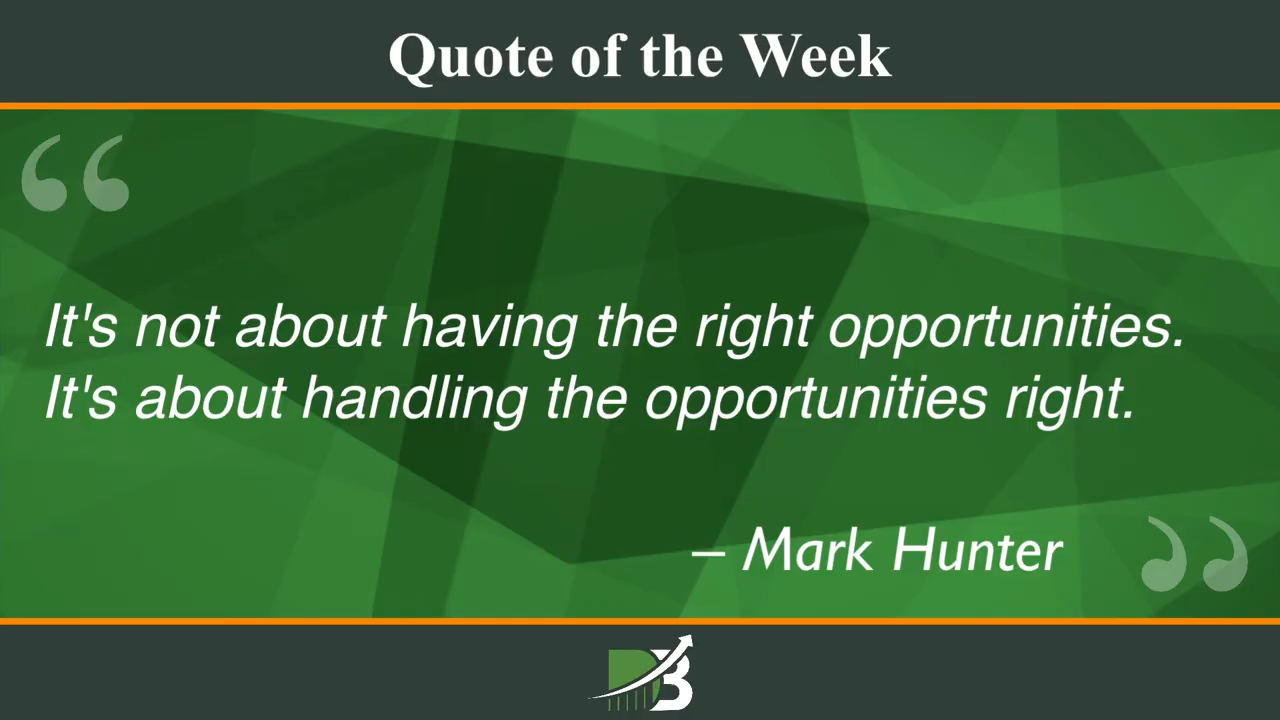 Quote of the Week
“
It's not about having the right opportunities.
It's about handling the opportunities right.
– Mark Hunter
”
DB